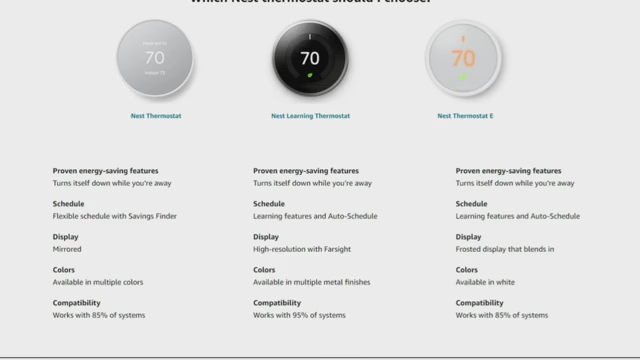 Which Nest thermostat should I choose?
70
70
70
Nest Thermostat
Nest Learning Thermostat
Nest Thermostat E
Proven energy-saving features
Turns itself down while you're away
Schedule
Flexible schedule with Savings Finder
Display
Mirrored
Colors
Available in multiple colors
Compatibility
Works with 85% of systems
Proven energy-saving features
Turns itself down while you're away
Schedule
Learning features and Auto-Schedule
Display
High-resolution with Farsight
Colors
Available in multiple metal finishes
Compatibility
Works with 95% of systems
Proven energy-saving features
Turns itself down while you're away
Schedule
Learning features and Auto-Schedule
Display
Frosted display that blends in
Colors
Available in white
Compatibility
Works with 85% of systems